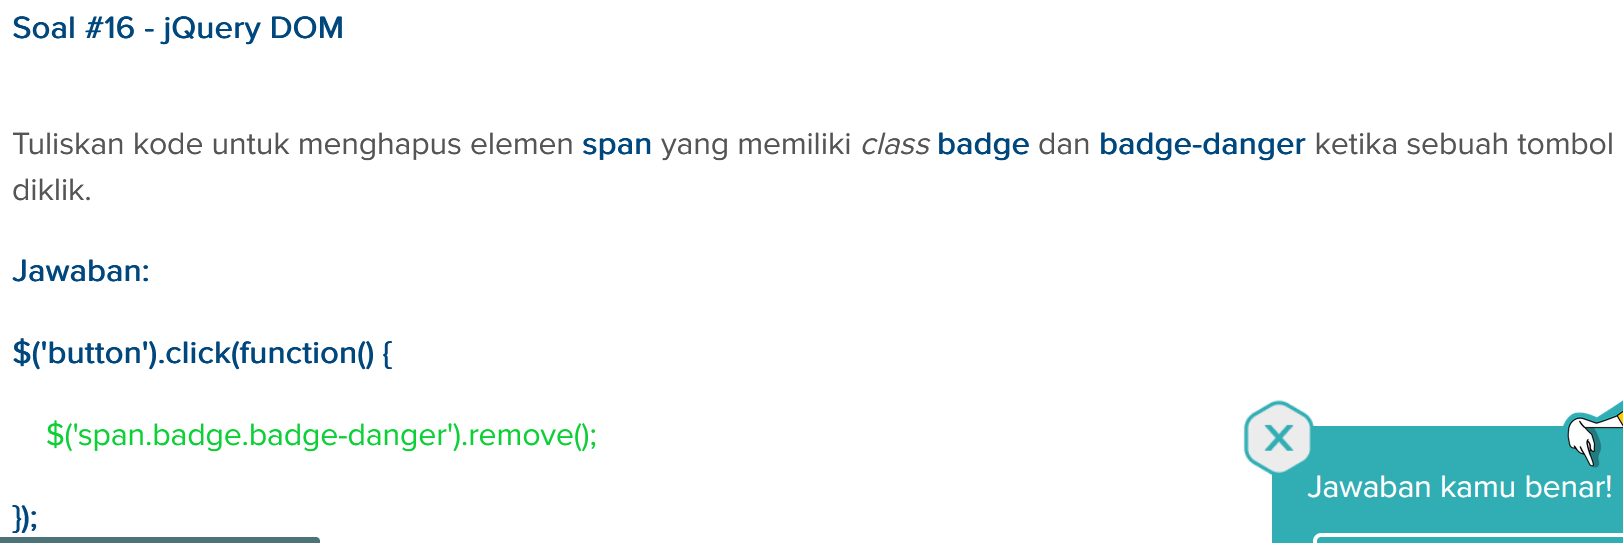 Soal #16 - jQuery DOM
Tuliskan kode untuk menghapus elemen span yang memiliki class badge dan badge-danger ketika sebuah tombol
diklik.
Jawaban:
$('button').click(function() {
$('span.badge.badge-danger').remove();
});
X
Jawaban kamu benar!